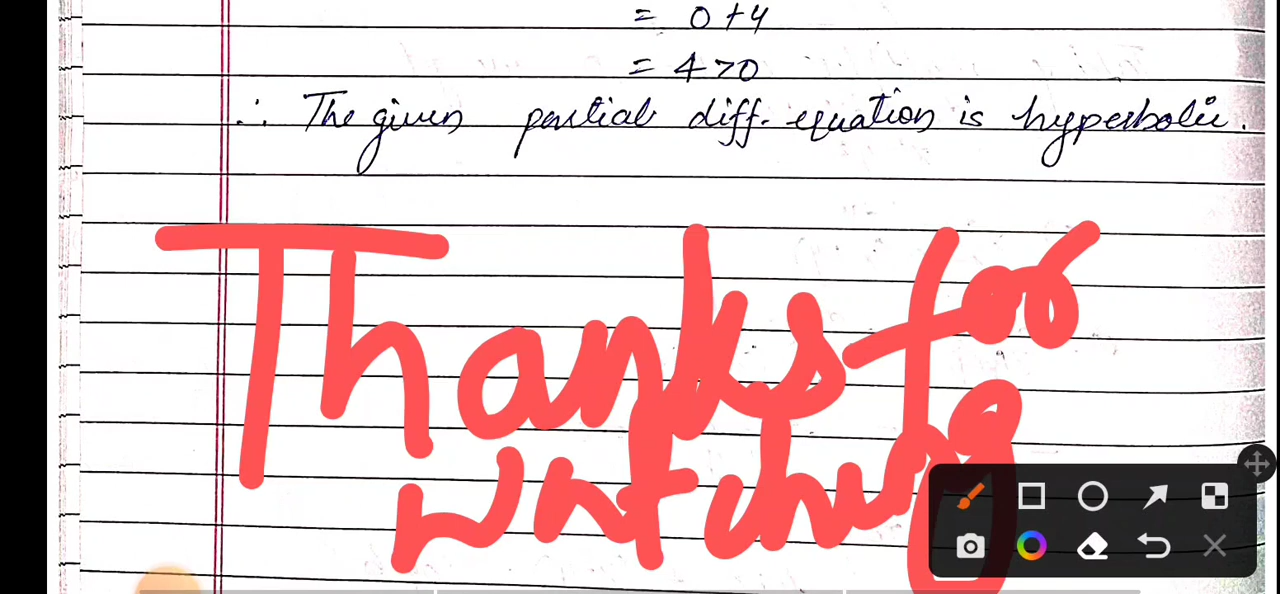 = 0+4
= 4>0
∴ The given partial diff. equation is hyperbolic.
Thanks for
watching